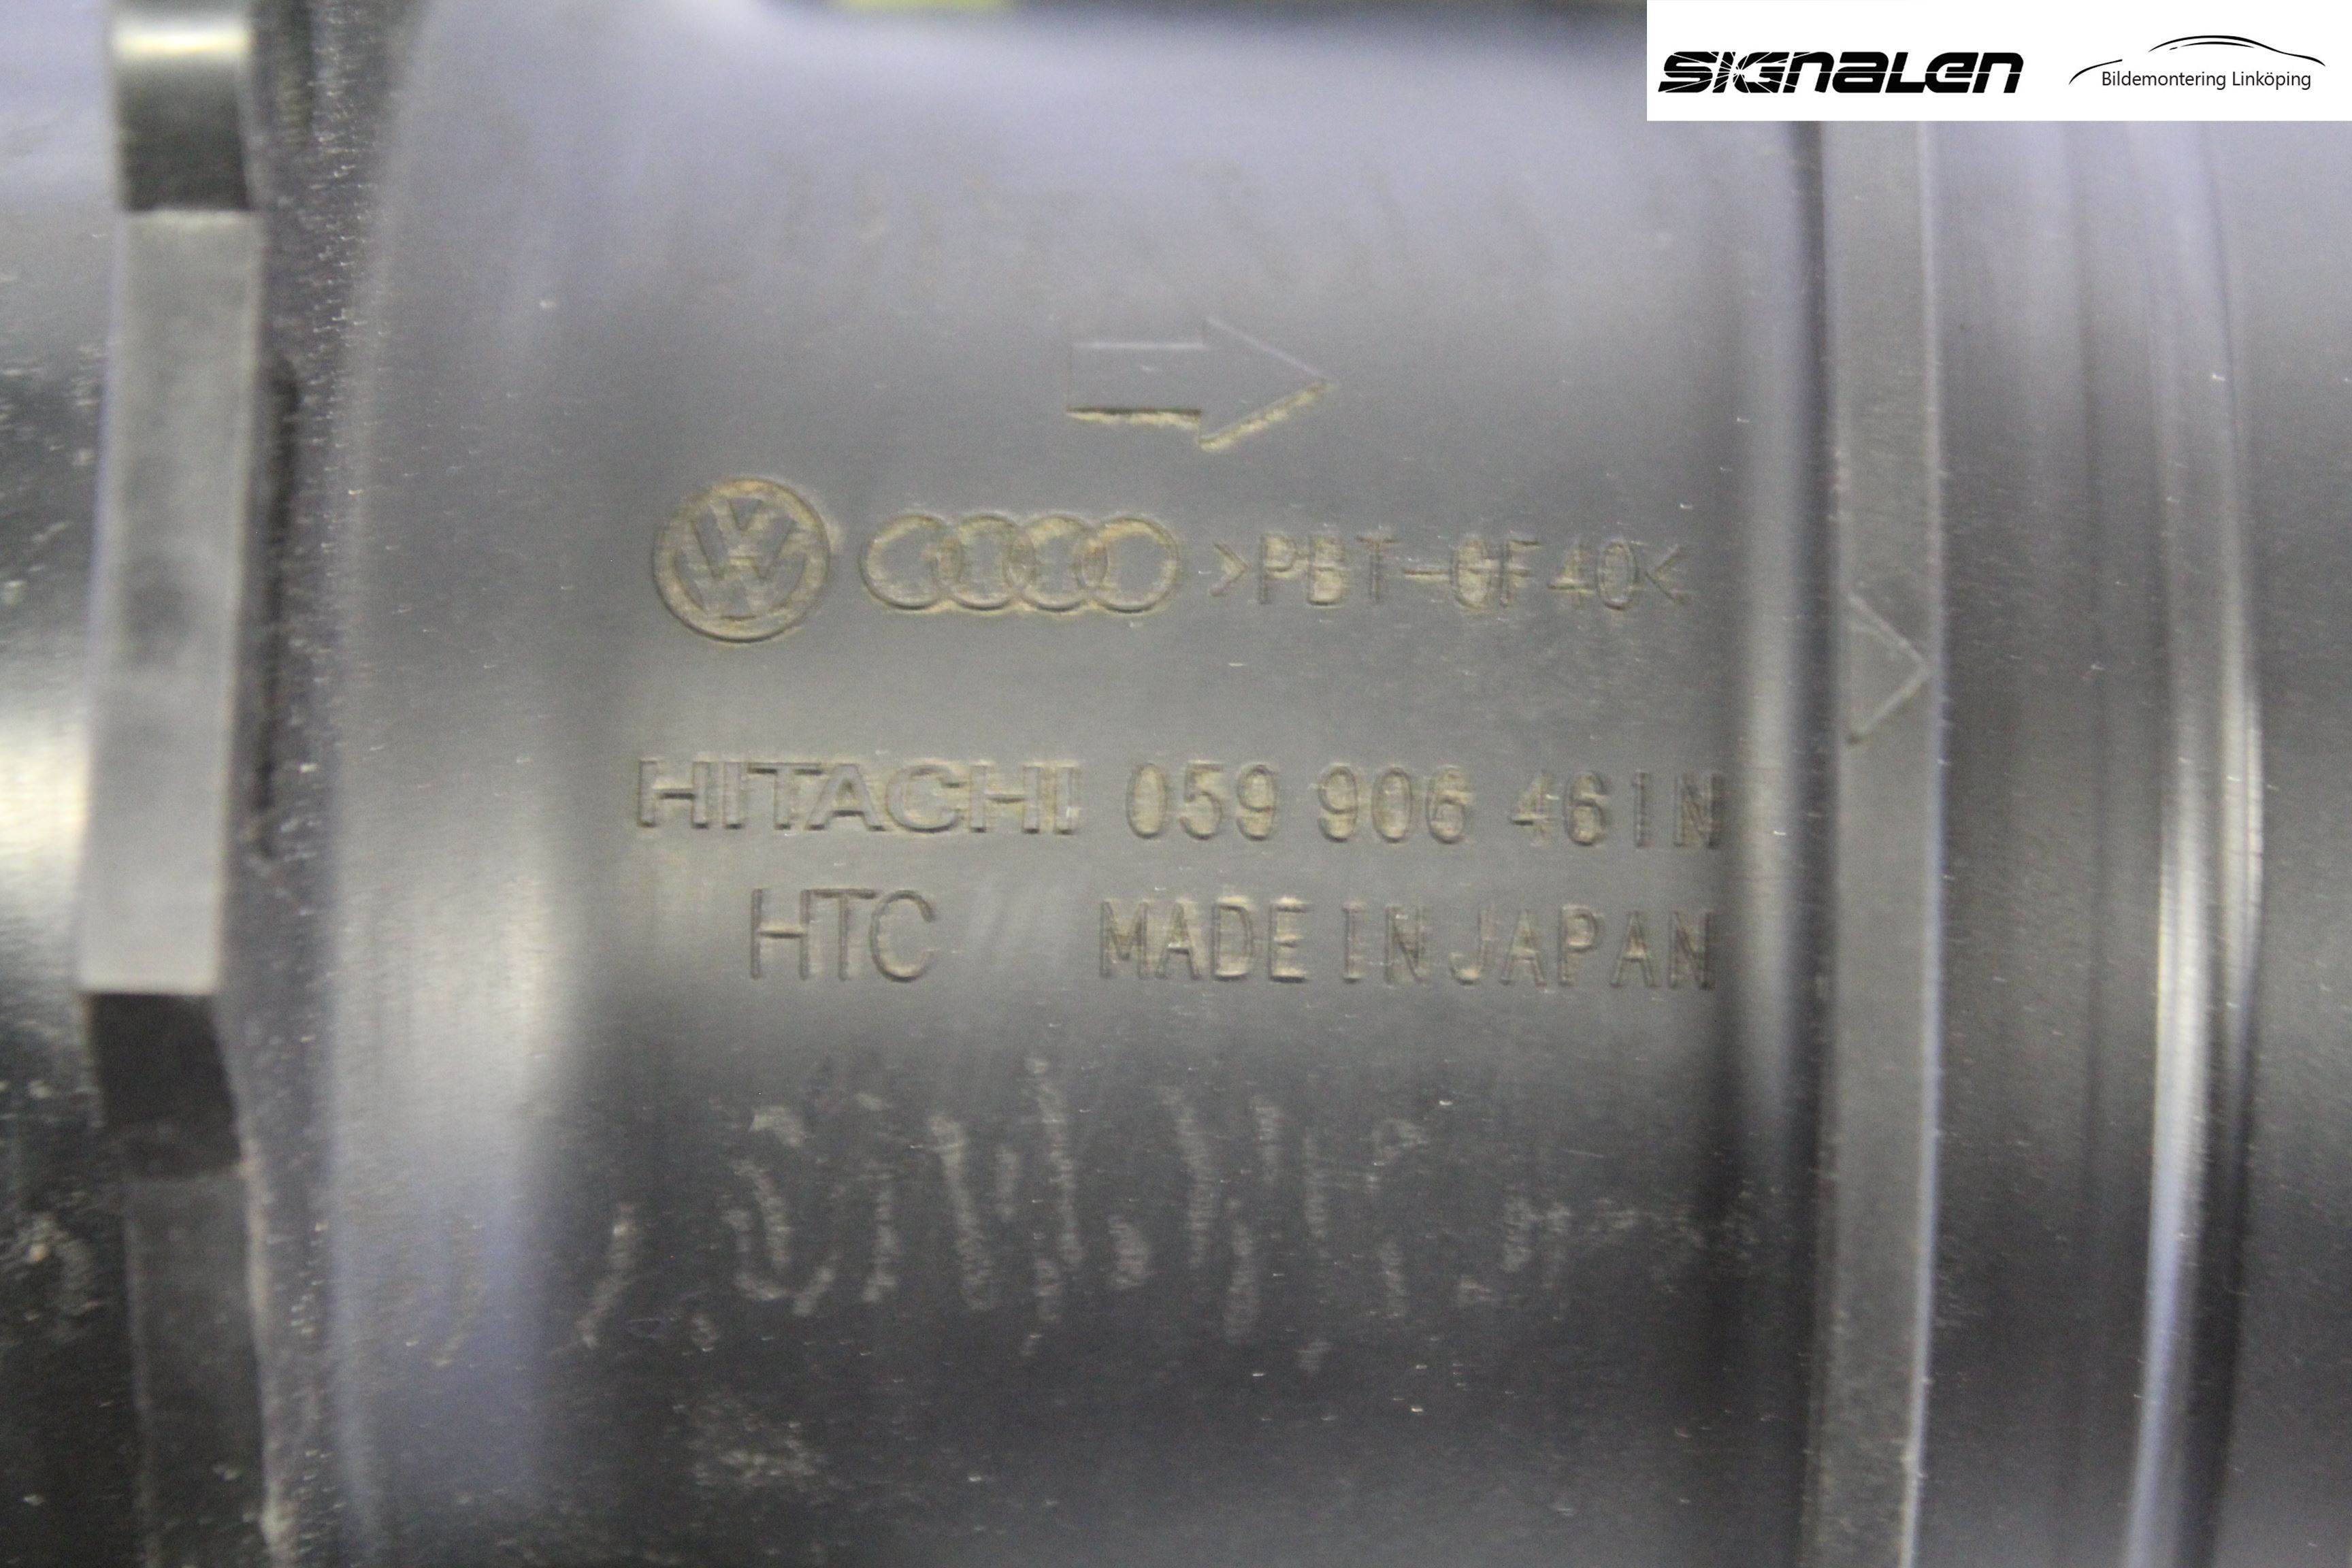 SIGNALEN
Bildemontering Linköping
>PBT-GF40<
HITACHI 059 906 461N
HTC MADE IN JAPAN